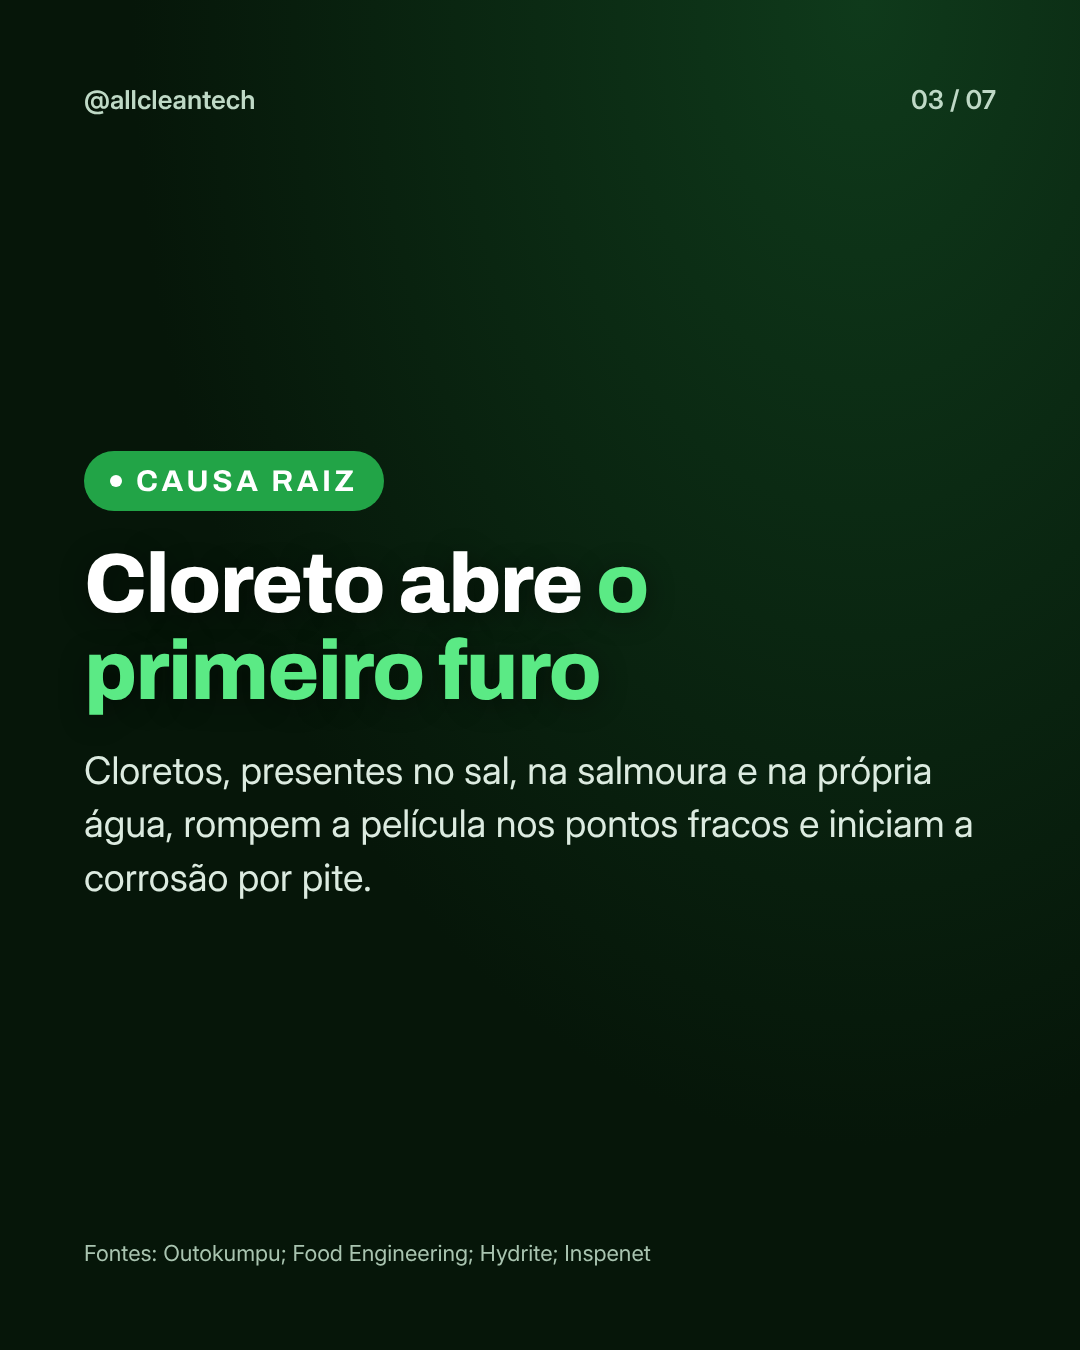 @allcleantech
03 / 07
• CAUSA RAIZ
Cloreto abre o
primeiro furo
Cloretos, presentes no sal, na salmoura e na própria
água, rompem a película nos pontos fracos e iniciam a
corrosão por pite.
Fontes: Outokumpu; Food Engineering; Hydrite; Inspenet